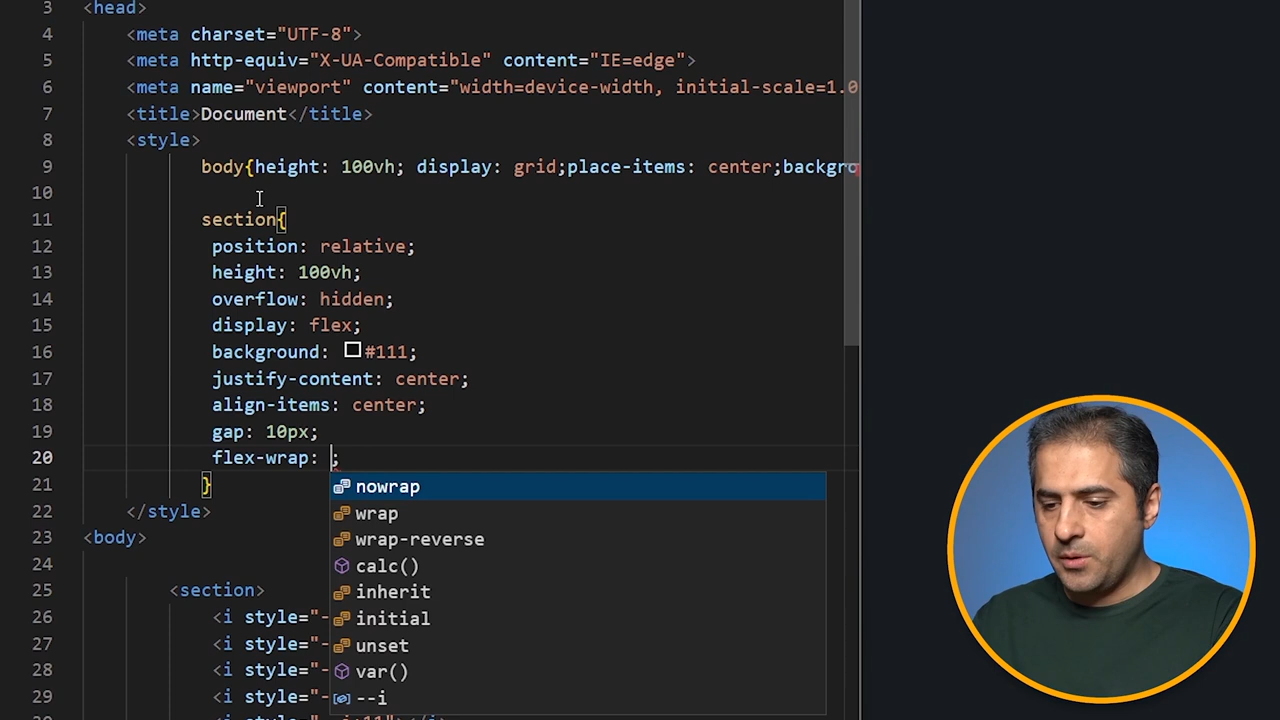 3 <head>
4 <meta charset="UTF-8">
5 <meta http-equiv="X-UA-Compatible" content="IE=edge">
6 <meta name="viewport" content="width=device-width, initial-scale=1.0
7 <title>Document</title>
8 <style>
9 body{height: 100vh; display: grid;place-items: center;backgro
10
11 section{
12 position: relative;
13 height: 100vh;
14 overflow: hidden;
15 display: flex;
16 background: #111;
17 justify-content: center;
18 align-items: center;
19 gap: 10px;
20 flex-wrap: ;
21 }
nowrap
22 </style>
wrap
23 <body>
wrap-reverse
24
calc()
25 <section>
inherit
26 <i style="-
initial
27 <i style="-
unset
28 <i style="-
var()
29 <i style="-
--i